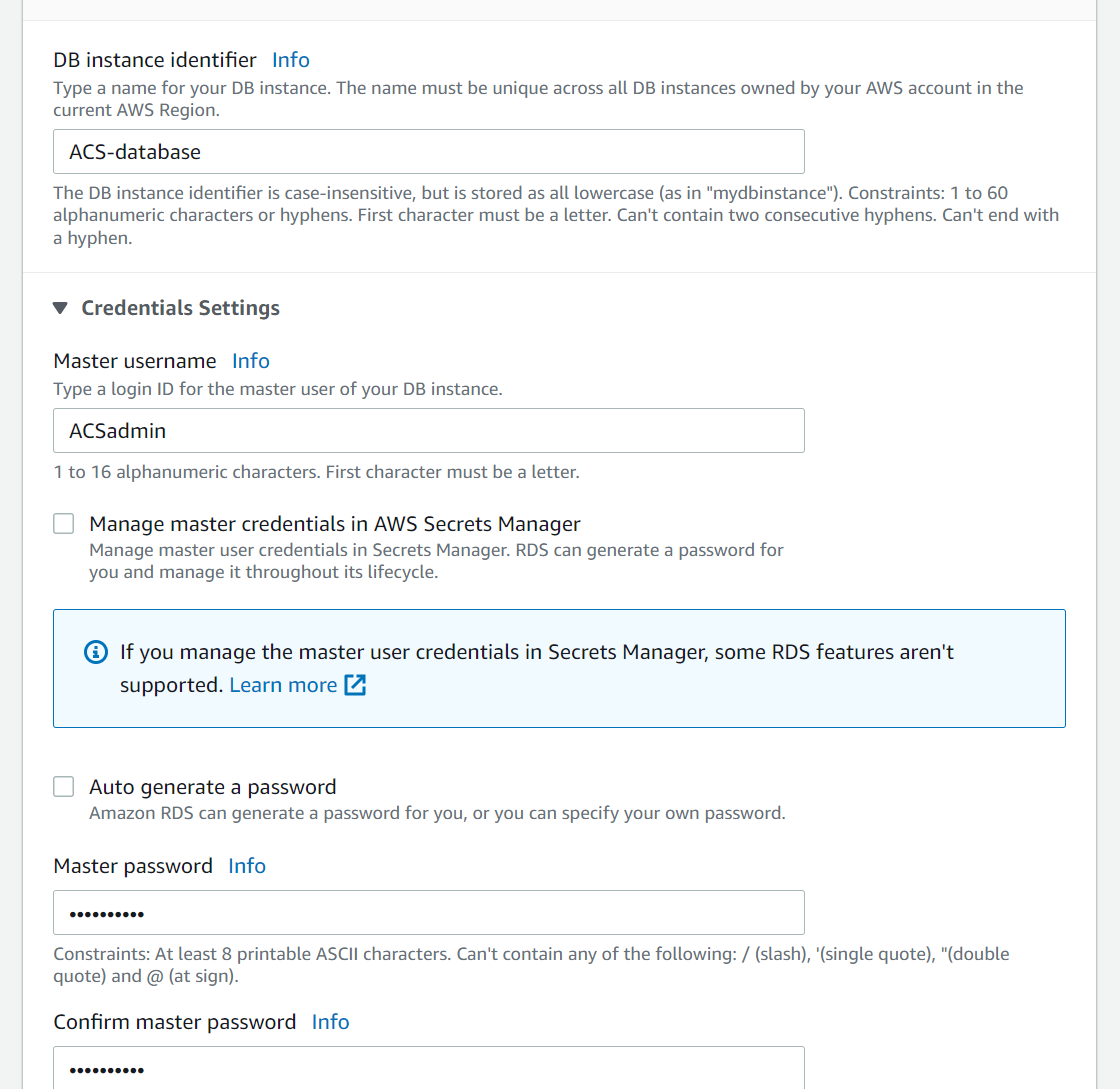 DB instance identifier Info
Type a name for your DB instance. The name must be unique across all DB instances owned by your AWS account in the
current AWS Region.
ACS-database
The DB instance identifier is case-insensitive, but is stored as all lowercase (as in "mydbinstance"). Constraints: 1 to 60
alphanumeric characters or hyphens. First character must be a letter. Can't contain two consecutive hyphens. Can't end with
a hyphen.
Credentials Settings
Master username Info
Type a login ID for the master user of your DB instance.
ACSadmin
1 to 16 alphanumeric characters. First character must be a letter.
Manage master credentials in AWS Secrets Manager
Manage master user credentials in Secrets Manager. RDS can generate a password for
you and manage it throughout its lifecycle.
If you manage the master user credentials in Secrets Manager, some RDS features aren't
supported. Learn more
Auto generate a password
Amazon RDS can generate a password for you, or you can specify your own password.
Master password Info
••••••••••
Constraints: At least 8 printable ASCII characters. Can't contain any of the following: / (slash), '(single quote), "(double
quote) and @ (at sign).
Confirm master password Info
••••••••••